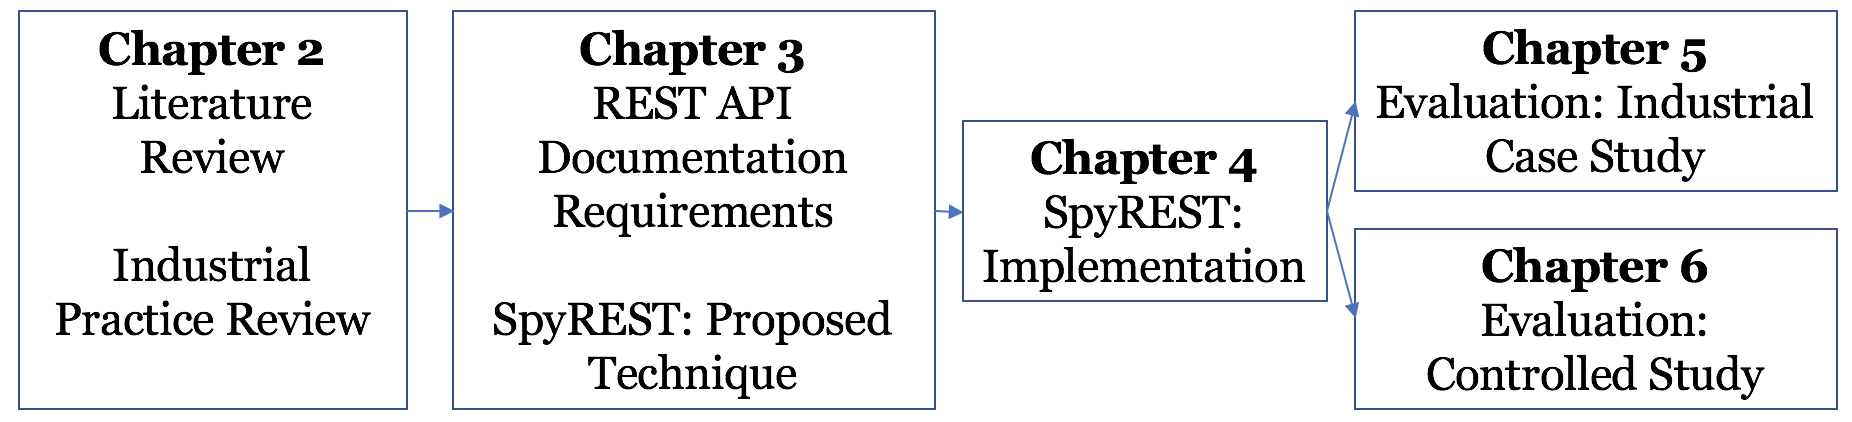 Chapter 2
Literature
Review
Industrial
Practice Review
Chapter 3
REST API
Documentation
Requirements
SpyREST: Proposed
Technique
Chapter 4
SpyREST:
Implementation
Chapter 5
Evaluation: Industrial
Case Study
Chapter 6
Evaluation:
Controlled Study